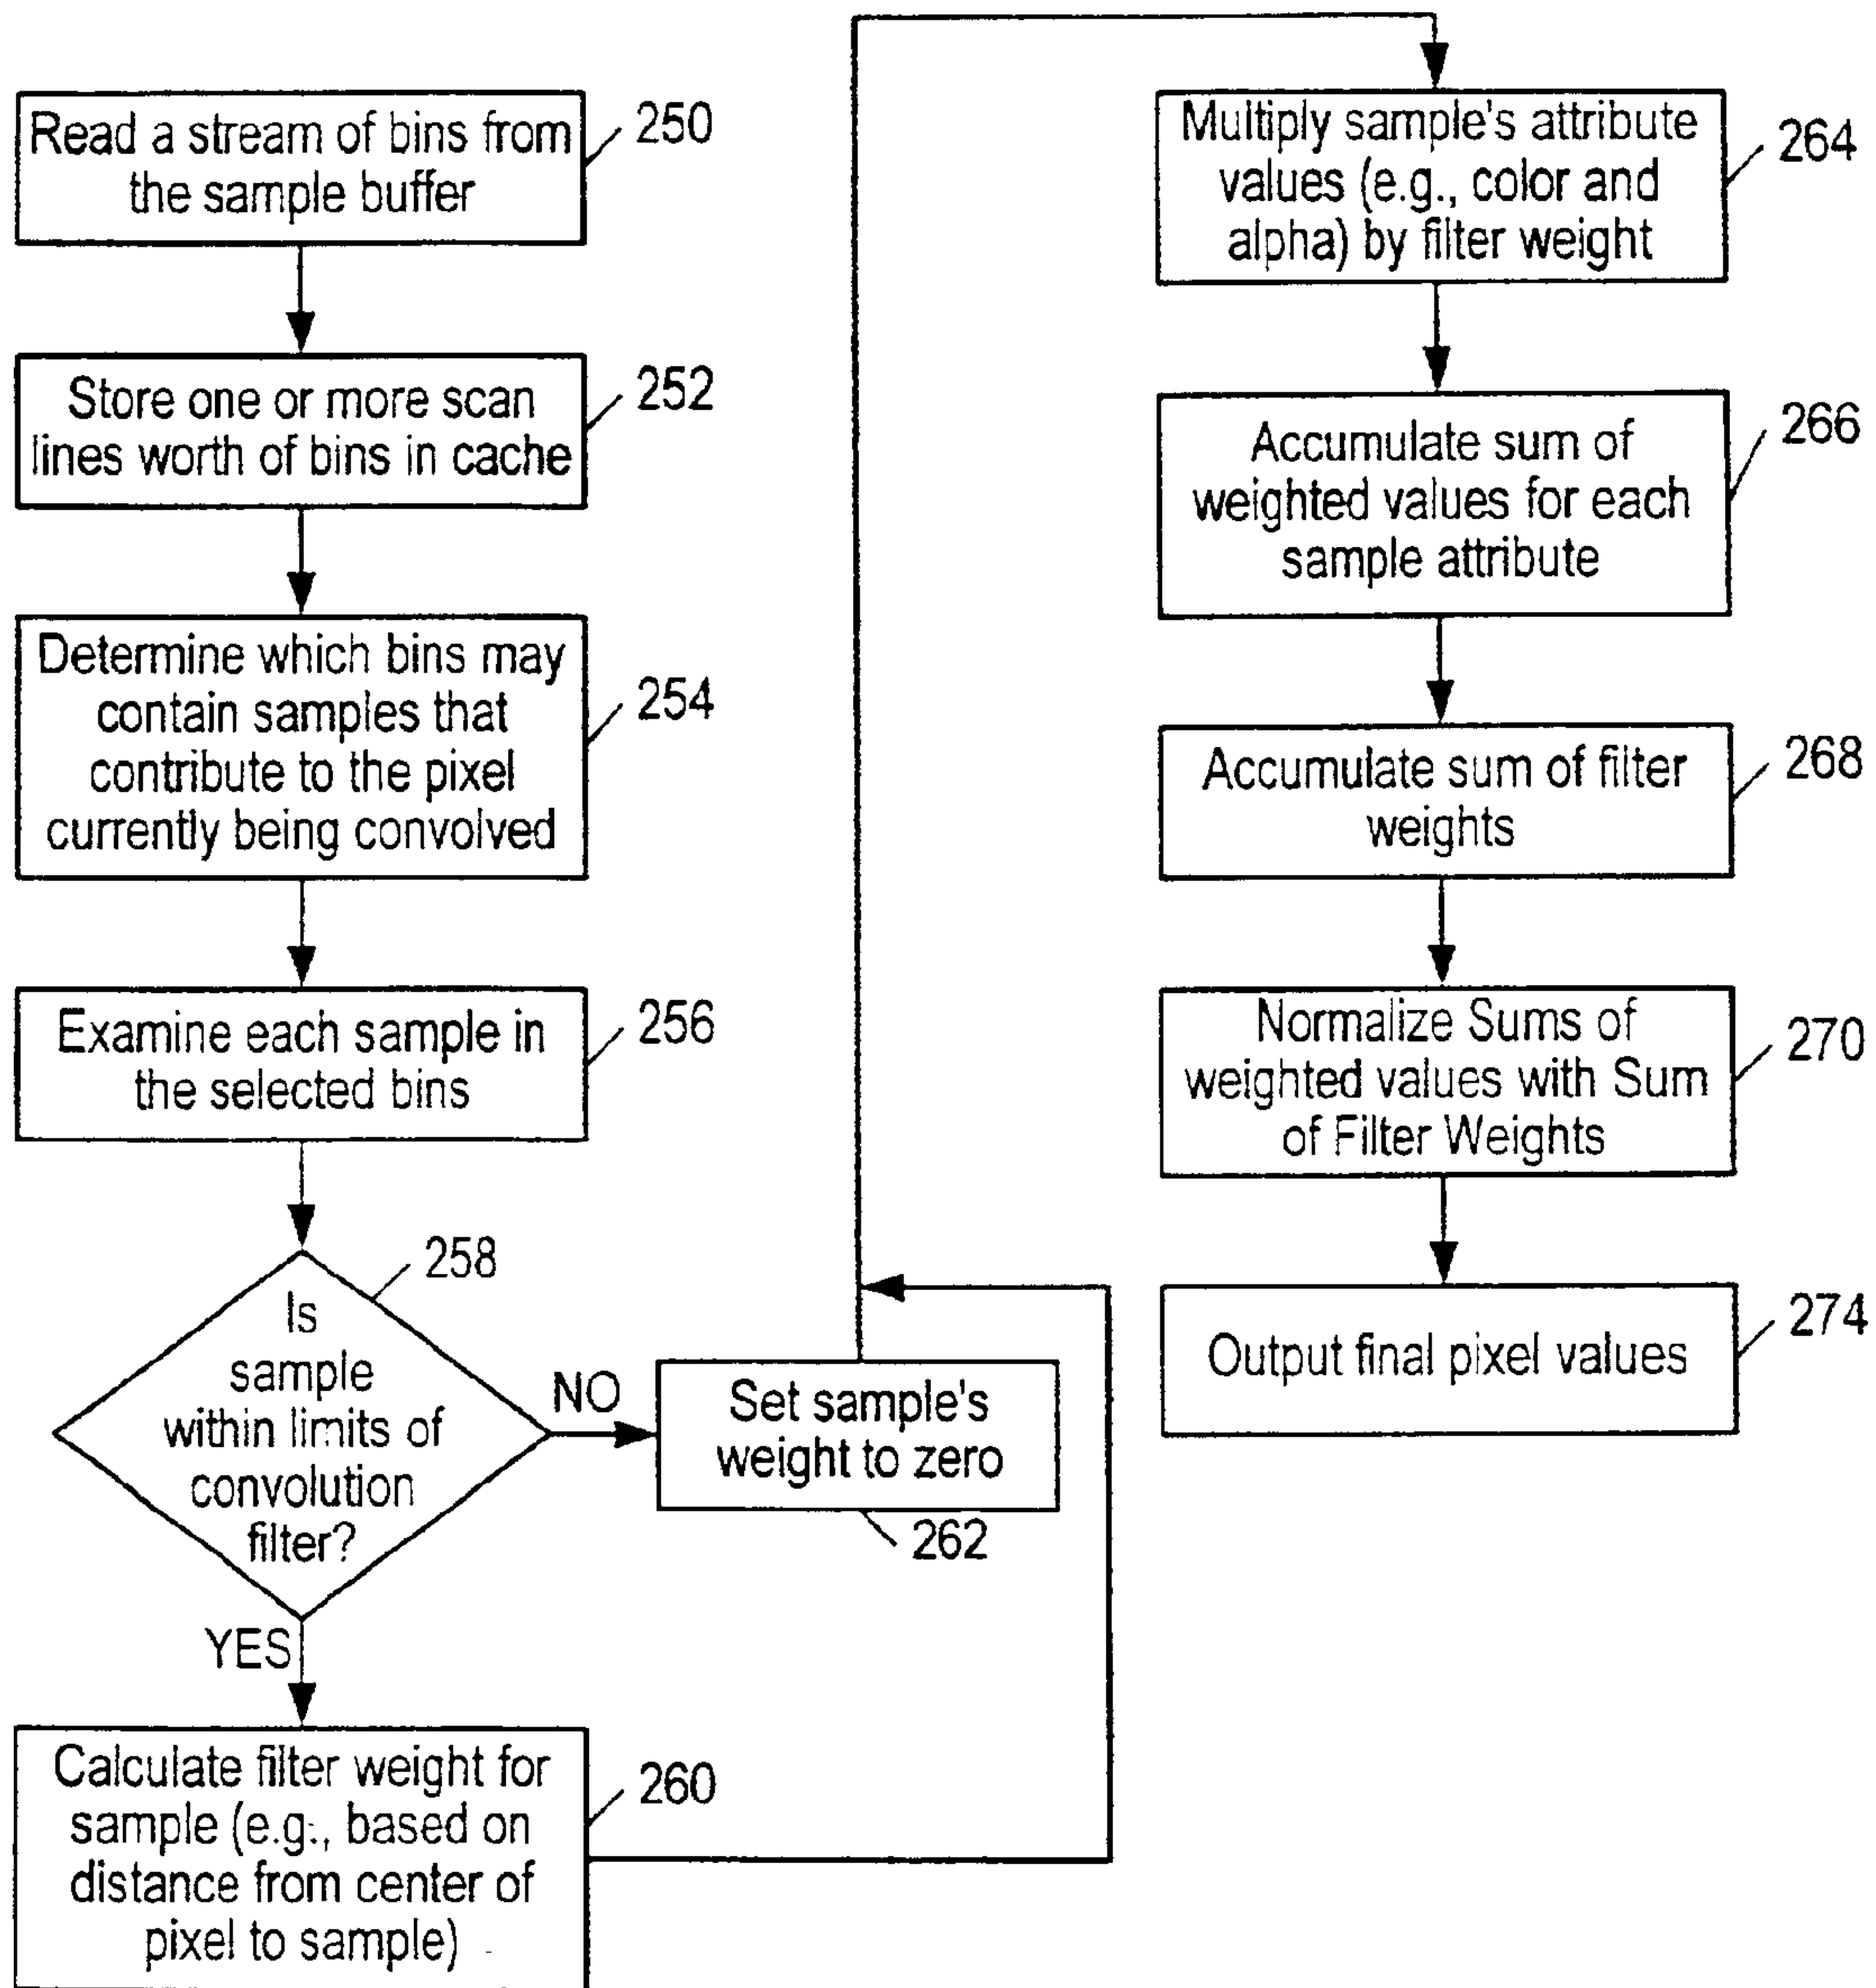 Read a stream of bins from
the sample buffer
250
Store one or more scan
lines worth of bins in cache
252
Determine which bins may
contain samples that
contribute to the pixel
currently being convolved
254
Examine each sample in
the selected bins
256
Is
sample
within limits of
convolution
filter?
258
NO
Set sample's
weight to zero
262
YES
Calculate filter weight for
sample (e.g., based on
distance from center of
pixel to sample)
260
Multiply sample's attribute
values (e.g., color and
alpha) by filter weight
264
Accumulate sum of
weighted values for each
sample attribute
266
Accumulate sum of filter
weights
268
Normalize Sums of
weighted values with Sum
of Filter Weights
270
Output final pixel values
274